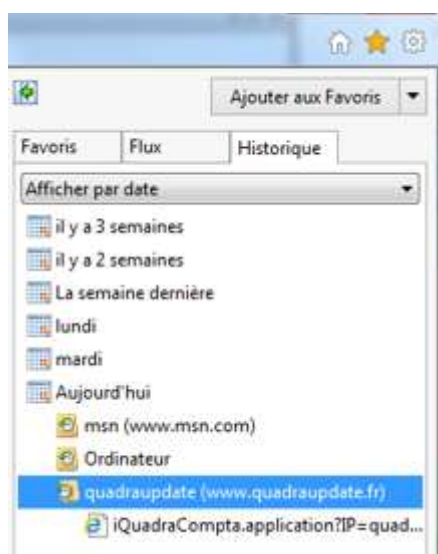 Ajouter aux Favoris
Favoris Flux Historique
Afficher par date
il y a 3 semaines
il y a 2 semaines
La semaine dernière
lundi
mardi
Aujourd'hui
msn (www.msn.com)
Ordinateur
quadraupdate (www.quadraupdate.fr)
iQuadraCompta.application?IP=quad...